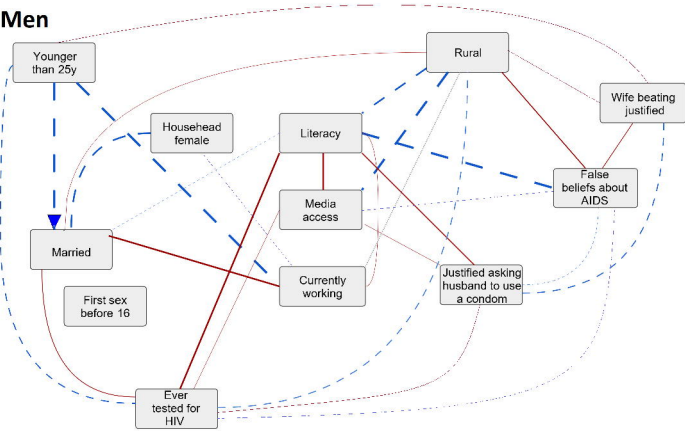 Men
Younger
than 25y
Rural
Wife beating
justified
Househead
female
Literacy
False
beliefs about
AIDS
Media
access
Married
Currently
working
Justified asking
husband to use
a condom
First sex
before 16
Ever
tested for
HIV